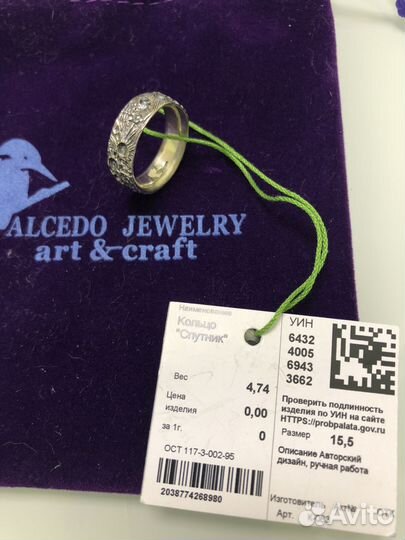 ALCEDO JEWELRY
art & craft
Наименование
Кольцо
"Спутник"
Вес 4,74
Цена
изделия 0,00
за 1г. 0
ОСТ 117-3-002-95
2038774268980
УИН
6432
4005
6943
3662
Проверить подлинность
изделия по УИН на сайте
HTTPS://probpalata.gov.ru
Размер 15,5
Описание Авторский
дизайн, ручная работа
Изготовитель
Арт.
Avito